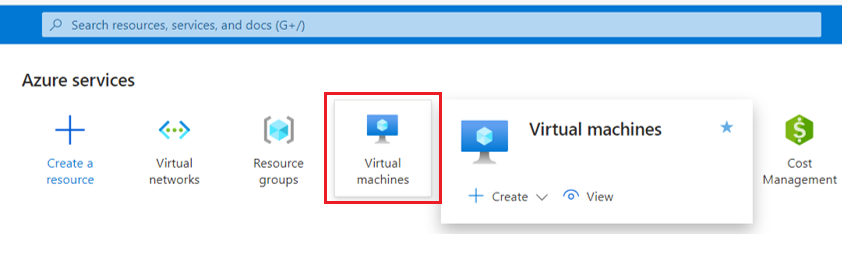 Search resources, services, and docs (G+/)
Azure services
Create a
resource
Virtual
networks
Resource
groups
Virtual
machines
Virtual machines
Create
View
Cost
Management